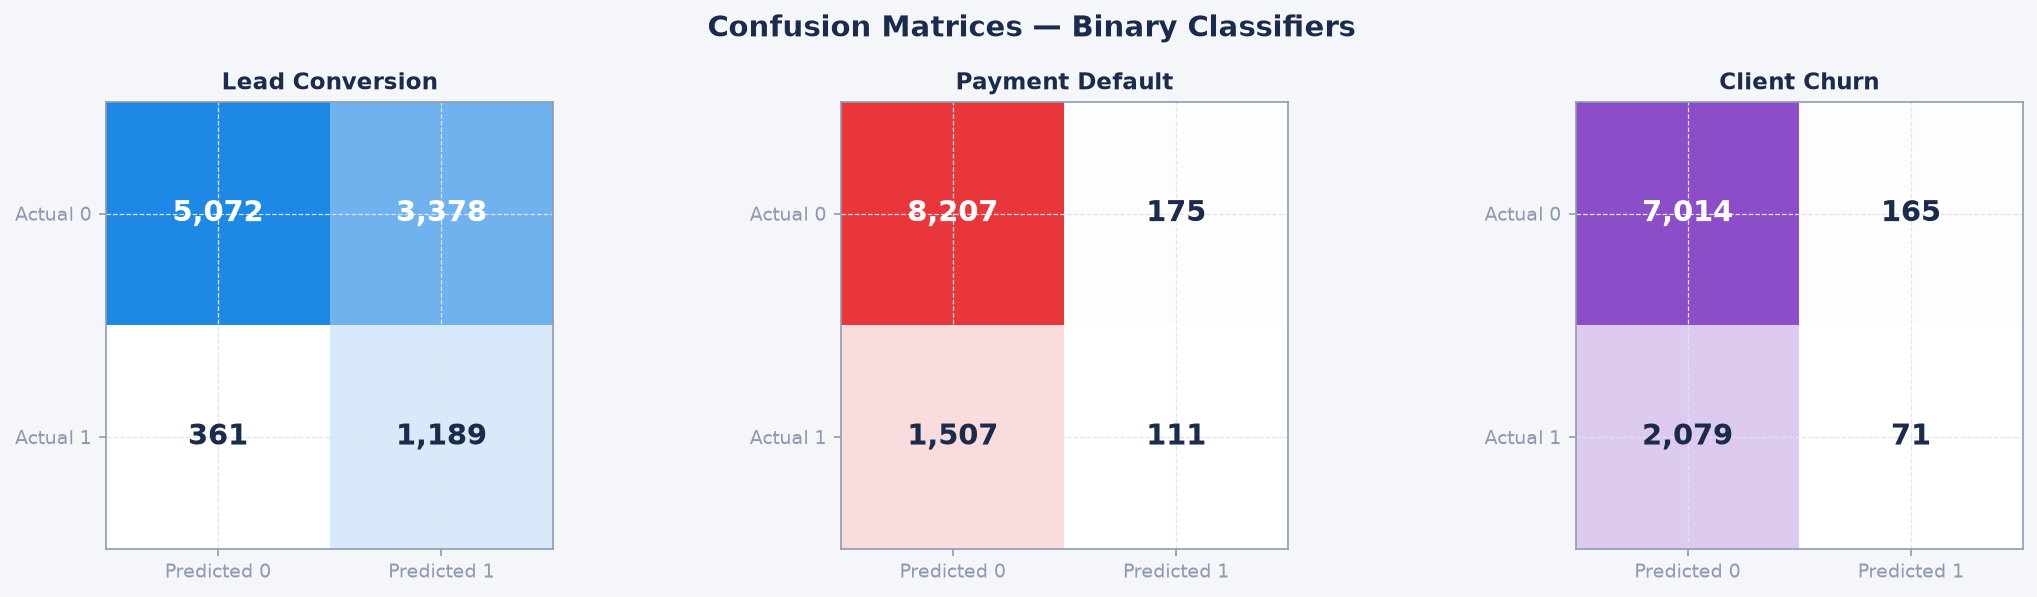 Confusion Matrices — Binary Classifiers
Lead Conversion
Actual 0
5,072
3,378
Actual 1
361
1,189
Predicted 0
Predicted 1
Payment Default
Actual 0
8,207
175
Actual 1
1,507
111
Predicted 0
Predicted 1
Client Churn
Actual 0
7,014
165
Actual 1
2,079
71
Predicted 0
Predicted 1